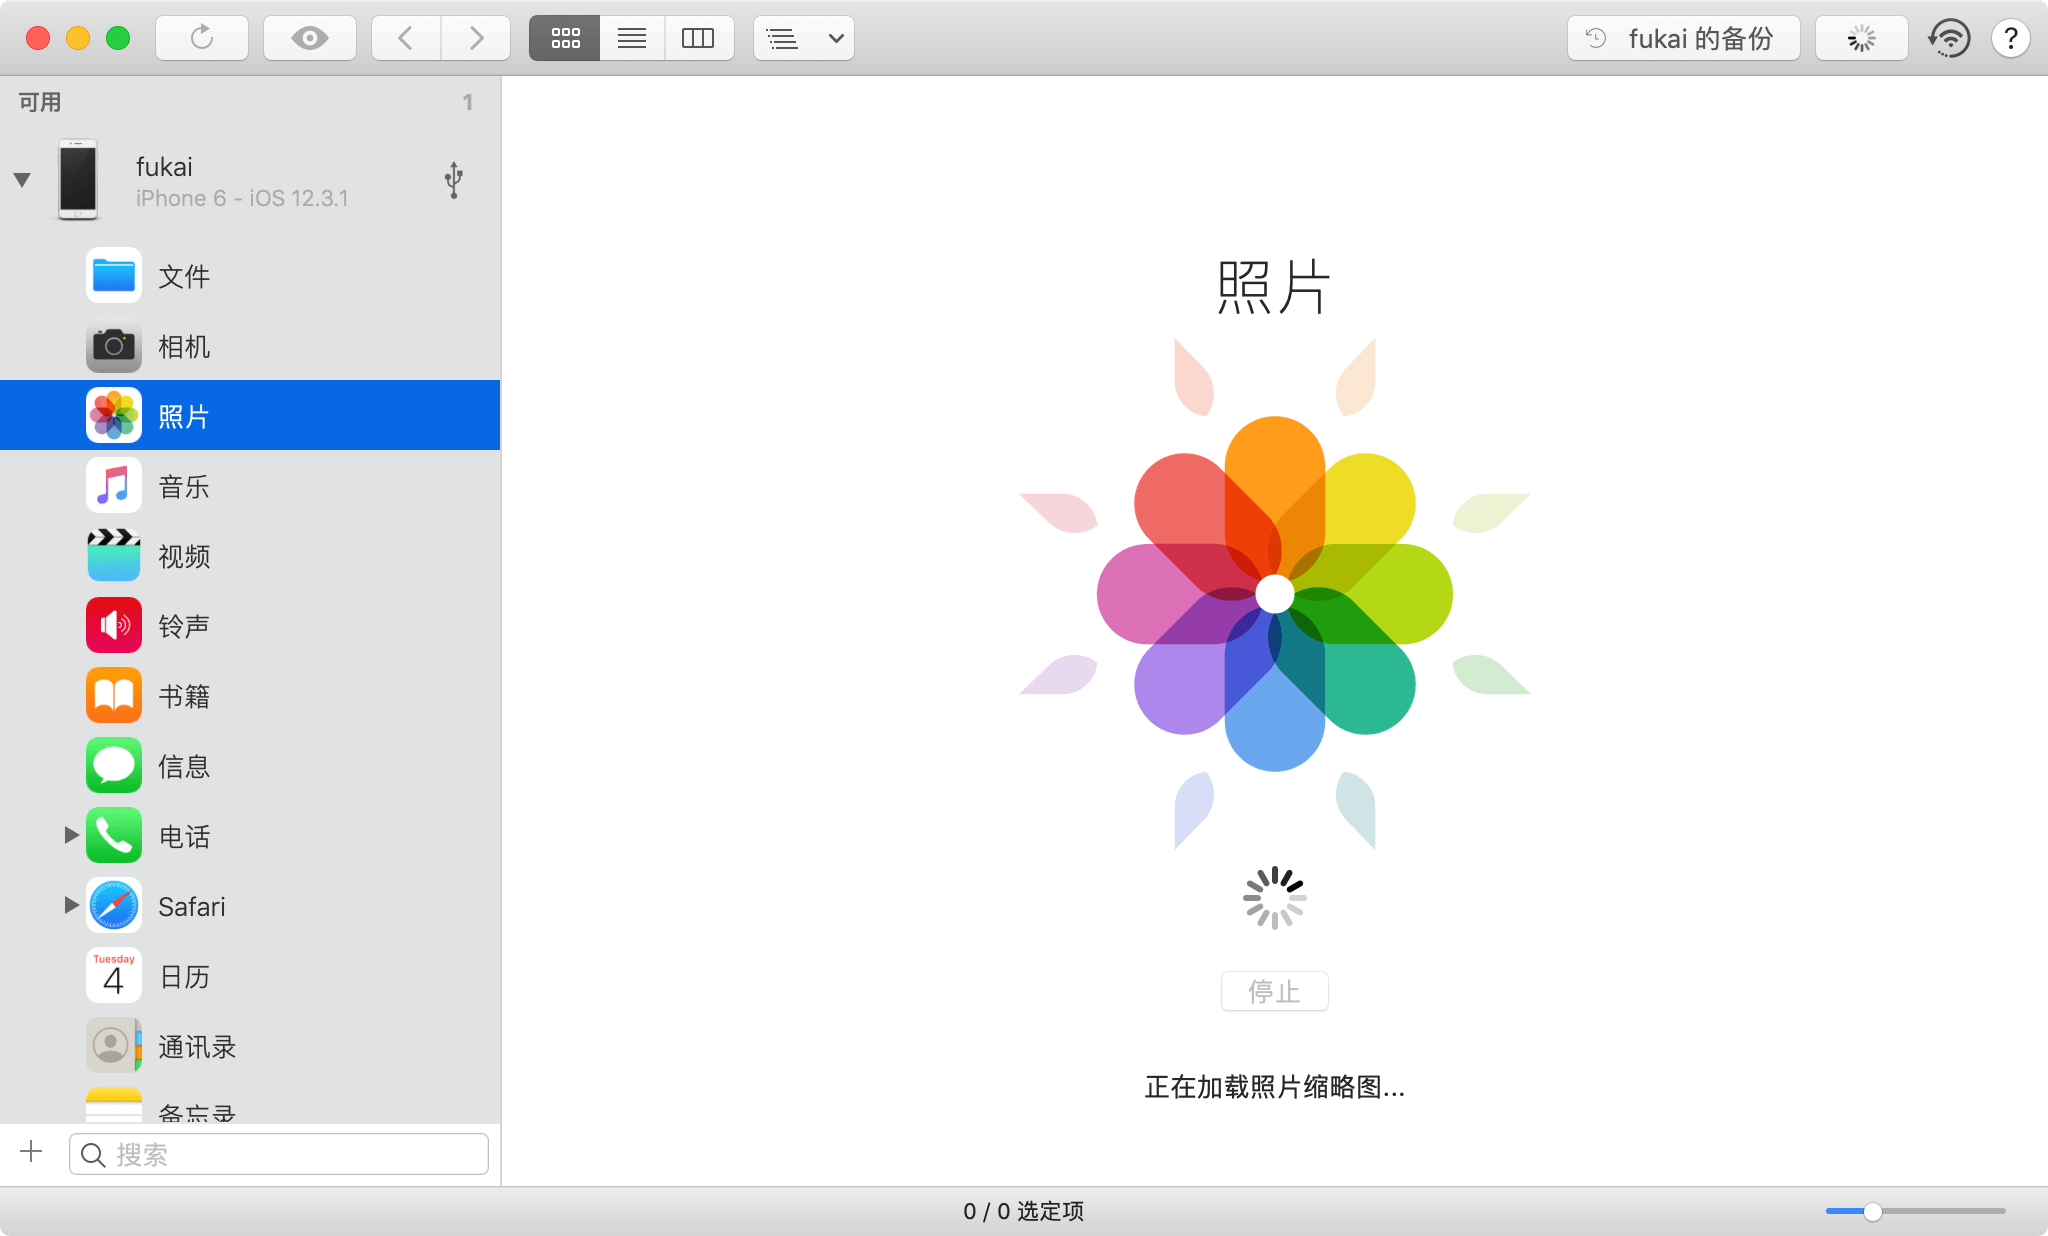 fukai 的备份
?
可用
1
fukai
iPhone 6 - iOS 12.3.1
文件
相机
照片
音乐
视频
铃声
书籍
信息
电话
Safari
Tuesday
4
日历
通讯录
备忘录
搜索
照片
停止
正在加载照片缩略图...
0 / 0 选定项